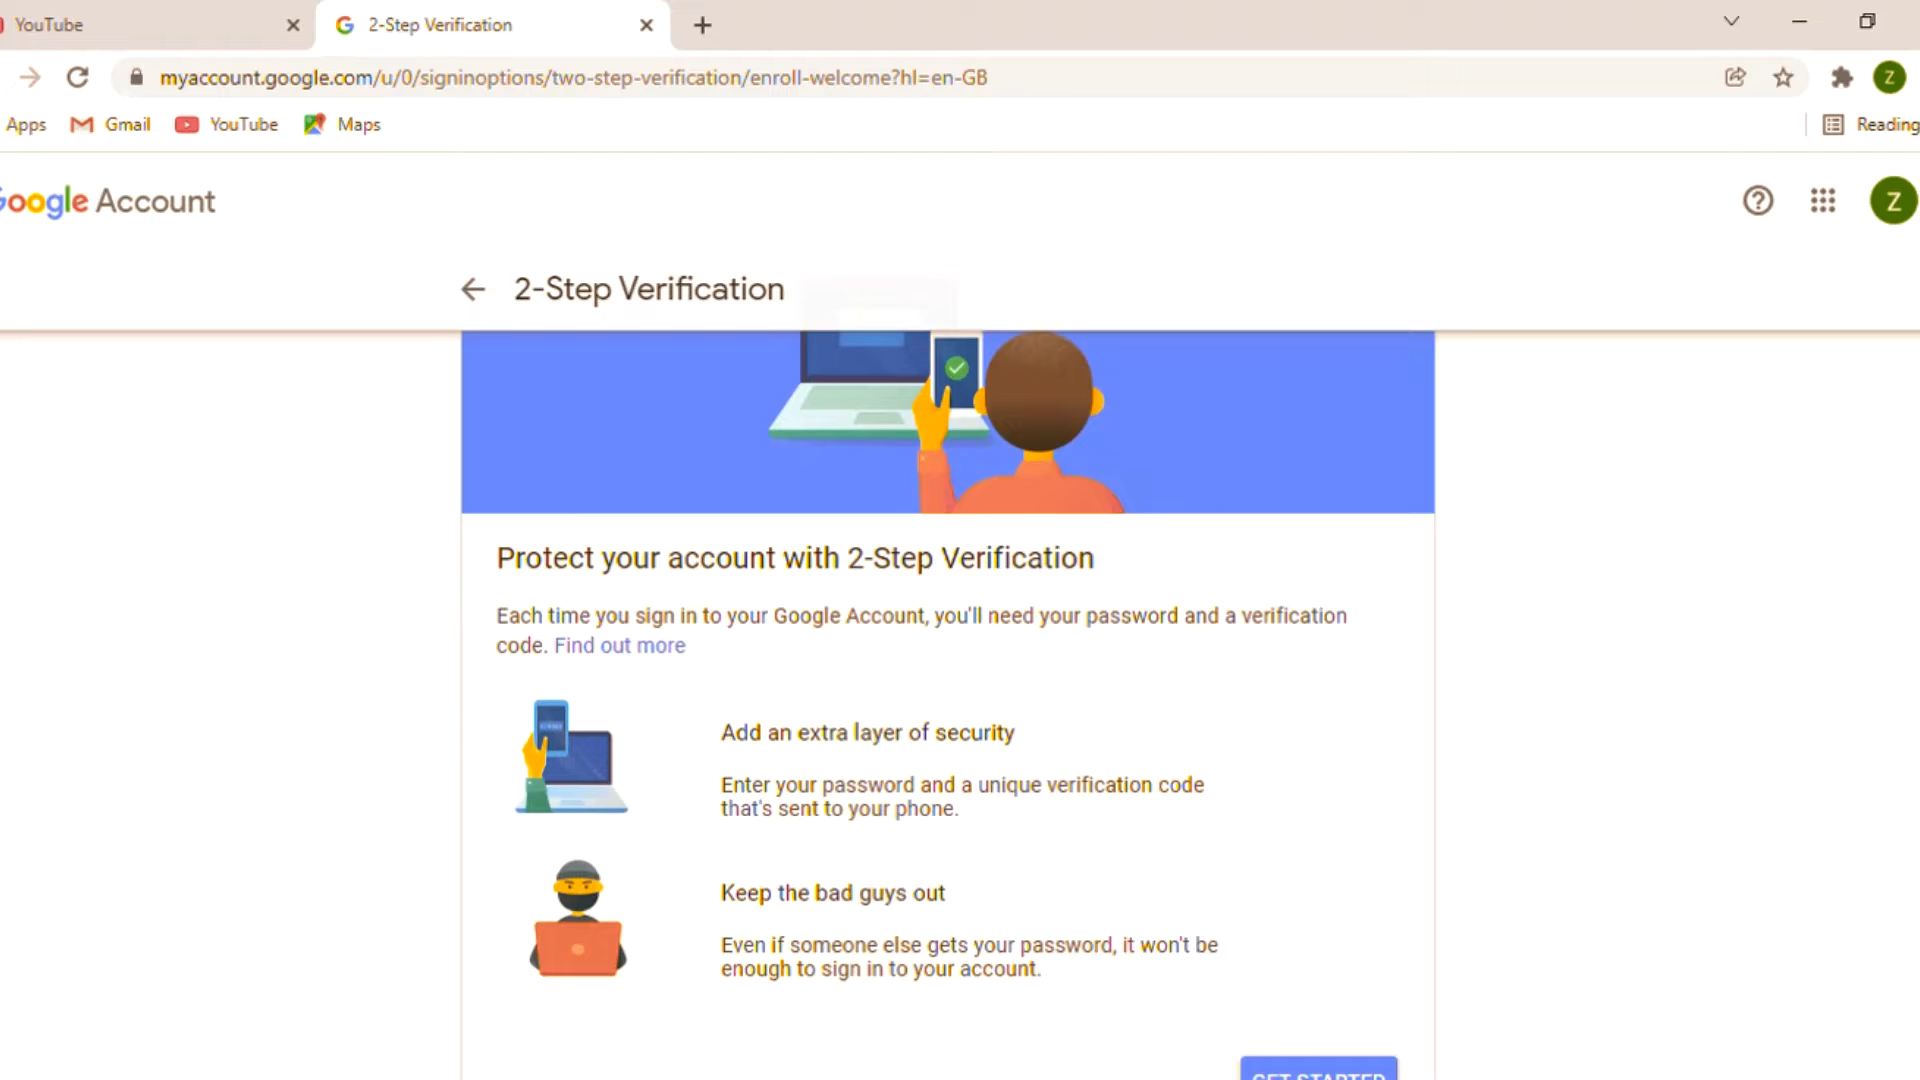 YouTube
2-Step Verification
myaccount.google.com/u/0/signinoptions/two-step-verification/enroll-welcome?hl=en-GB
Z
Apps
Gmail
YouTube
Maps
Reading
Google Account
Z
2-Step Verification
Protect your account with 2-Step Verification
Each time you sign in to your Google Account, you'll need your password and a verification
code. Find out more
Add an extra layer of security
Enter your password and a unique verification code
that's sent to your phone.
Keep the bad guys out
Even if someone else gets your password, it won't be
enough to sign in to your account.
GET STARTED